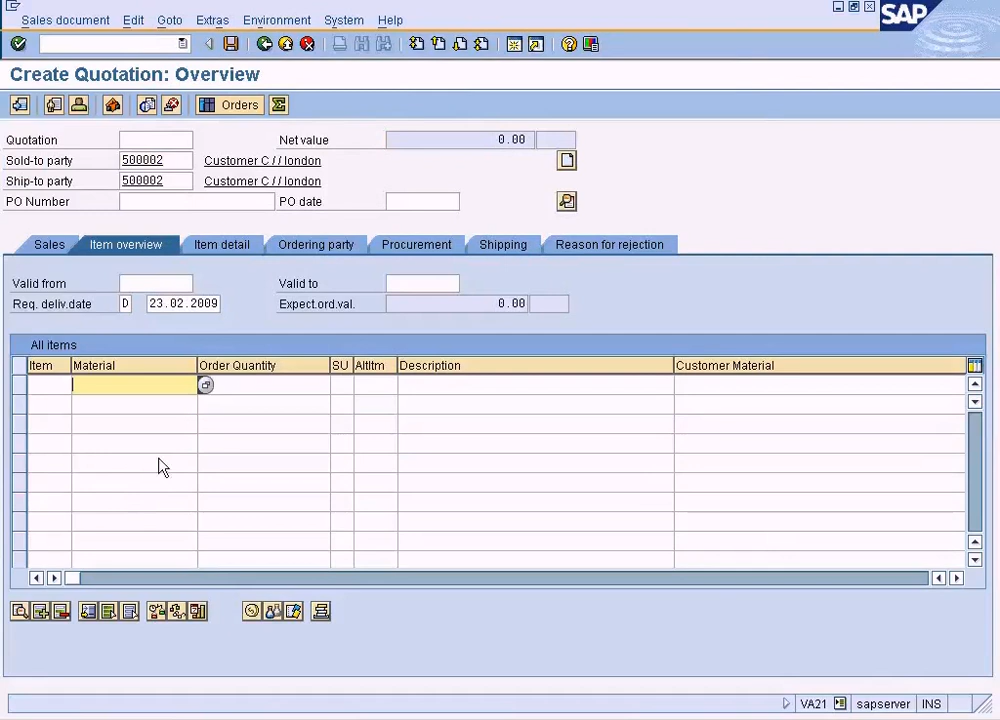 Sales document Edit Goto Extras Environment System Help
SAP
Create Quotation: Overview
Orders
Quotation Net value 0.00
Sold-to party 500002 Customer C // london
Ship-to party 500002 Customer C // london
PO Number PO date
Sales Item overview Item detail Ordering party Procurement Shipping Reason for rejection
Valid from Valid to
Req. deliv.date D 23.02.2009 Expect.ord.val. 0.00
All items
Item Material Order Quantity SU AltItm Description Customer Material
VA21 sapserver INS